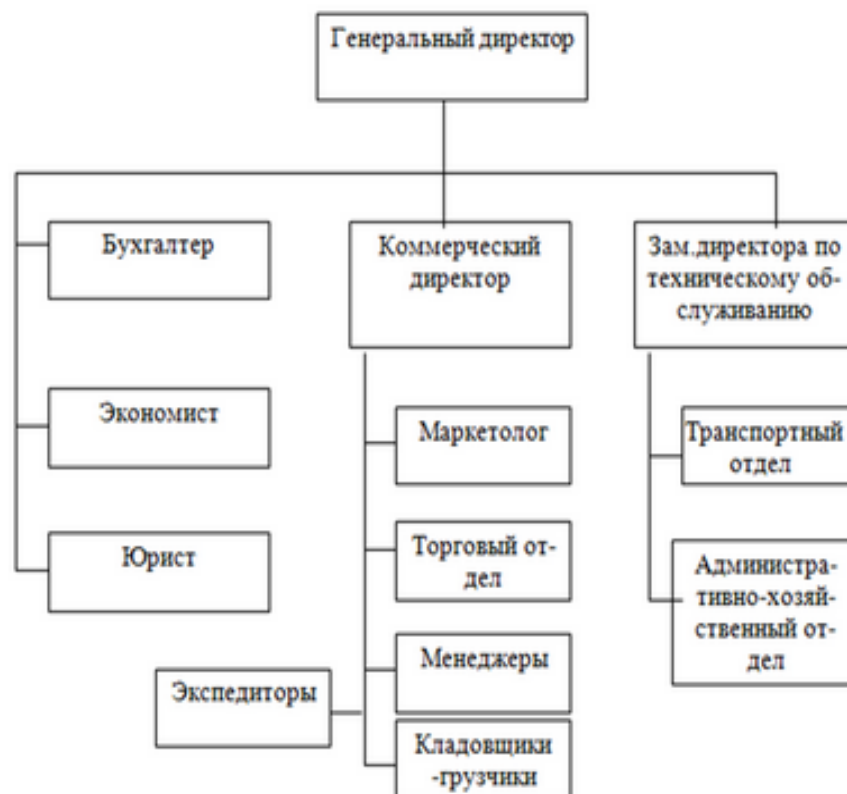 Генеральный директор
Бухгалтер
Коммерческий
директор
Зам.директора по
техническому об-
служиванию
Экономист
Маркетолог
Транспортный
отдел
Юрист
Торговый от-
дел
Административ-
тивно-хозяй-
ственный от-
дел
Экспедиторы
Менеджеры
Кладовщики
-грузчики